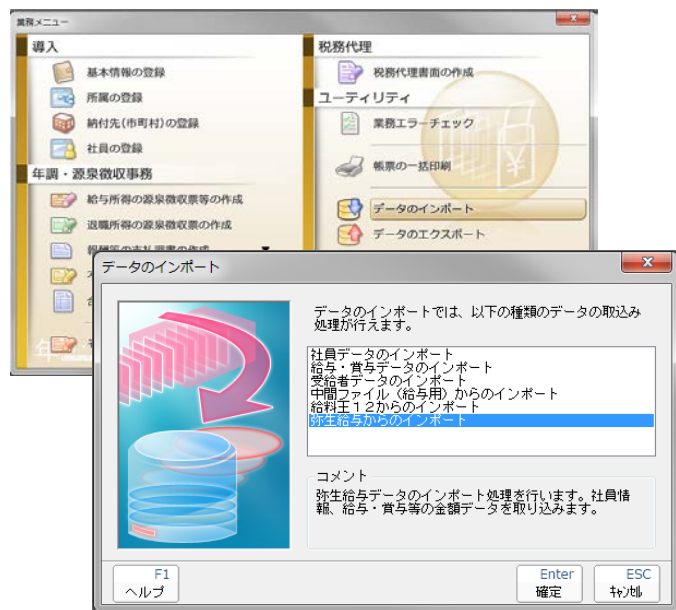 業務メニュー
導入
基本情報の登録
所属の登録
納付先(市町村)の登録
社員の登録
年調・源泉徴収事務
給与所得の源泉徴収票等の作成
退職所得の源泉徴収票の作成
税務代理
税務代理書面の作成
ユーティリティ
業務エラーチェック
帳票の一括印刷
データのインポート
データのエクスポート
データのインポート
データのインポートでは、以下の種類のデータの取込み
処理が行えます。
社員データのインポート
給与・賞与データのインポート
受給者データのインポート
中間ファイル（給与用）からのインポート
給料王１２からのインポート
弥生給与からのインポート
コメント
弥生給与データのインポート処理を行います。社員情
報、給与・賞与等の金額データを取り込みます。
F1
ヘルプ
Enter
確定
ESC
ｷｬﾝｾﾙ